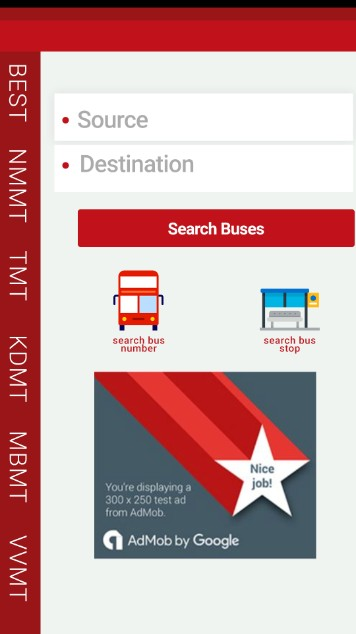 BEST
NMMT
TMT
KDMT
MBMT
VVMT
• Source
• Destination
Search Buses
search bus
number
search bus
stop
Nice
job!
You're displaying a
300 x 250 test ad
from AdMob.
AdMob by Google